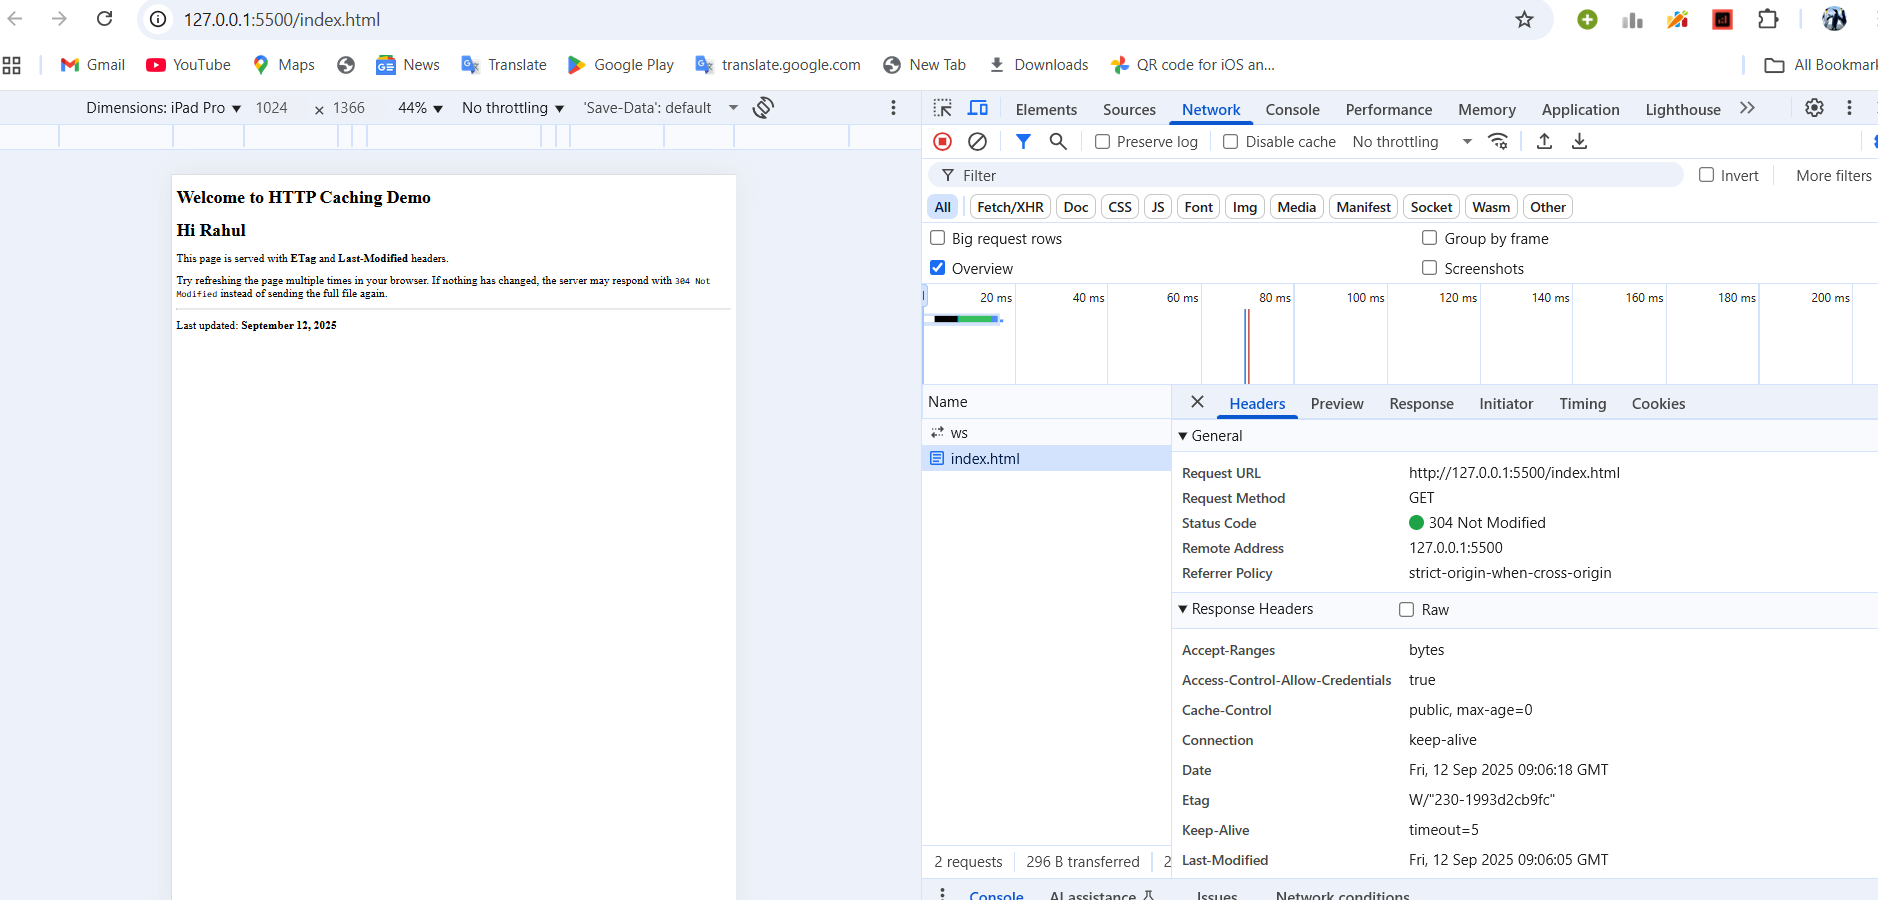 127.0.0.1:5500/index.html
Gmail YouTube Maps News Translate Google Play translate.google.com New Tab Downloads QR code for iOS an... All Bookmark
Dimensions: iPad Pro ▼ 1024 × 1366 44% ▼ No throttling ▼ 'Save-Data': default
Elements Sources Network Console Performance Memory Application Lighthouse
Preserve log Disable cache No throttling
Filter Invert More filters
All Fetch/XHR Doc CSS JS Font Img Media Manifest Socket Wasm Other
Big request rows Group by frame
Overview Screenshots
20 ms 40 ms 60 ms 80 ms 100 ms 120 ms 140 ms 160 ms 180 ms 200 ms
Welcome to HTTP Caching Demo
Hi Rahul
This page is served with ETag and Last-Modified headers.
Try refreshing the page multiple times in your browser. If nothing has changed, the server may respond with 304 Not
Modified instead of sending the full file again.
Last updated: September 12, 2025
Name
ws
index.html
Headers Preview Response Initiator Timing Cookies
General
Request URL http://127.0.0.1:5500/index.html
Request Method GET
Status Code 304 Not Modified
Remote Address 127.0.0.1:5500
Referrer Policy strict-origin-when-cross-origin
Response Headers Raw
Accept-Ranges bytes
Access-Control-Allow-Credentials true
Cache-Control public, max-age=0
Connection keep-alive
Date Fri, 12 Sep 2025 09:06:18 GMT
Etag W/"230-1993d2cb9fc"
Keep-Alive timeout=5
Last-Modified Fri, 12 Sep 2025 09:06:05 GMT
2 requests 296 B transferred 2
Console AI assistance Issues Network conditions